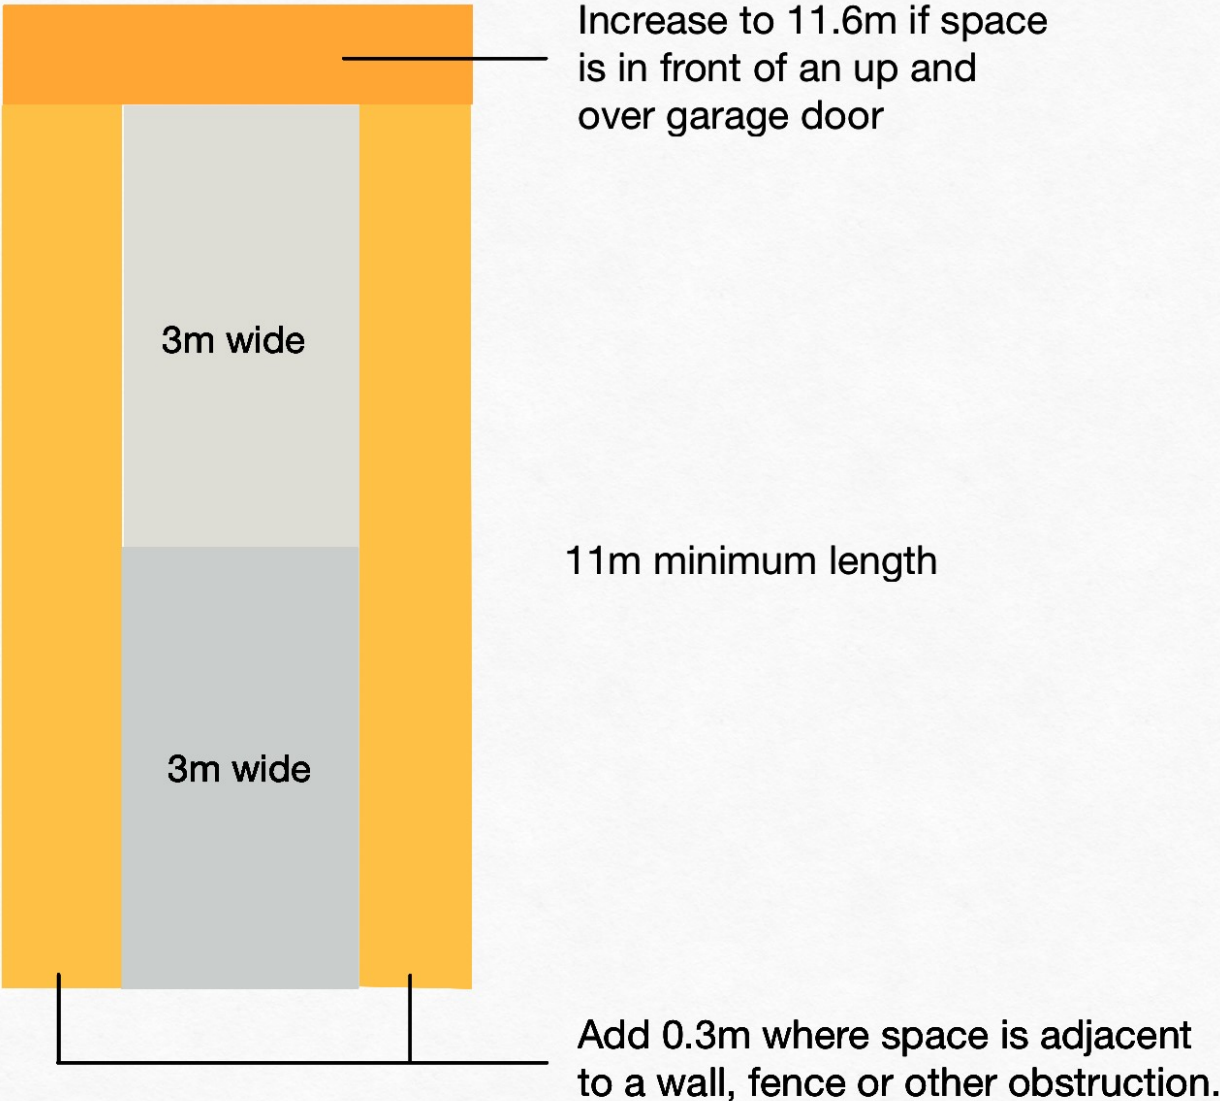 Increase to 11.6m if space
is in front of an up and
over garage door
3m wide
11m minimum length
3m wide
Add 0.3m where space is adjacent
to a wall, fence or other obstruction.